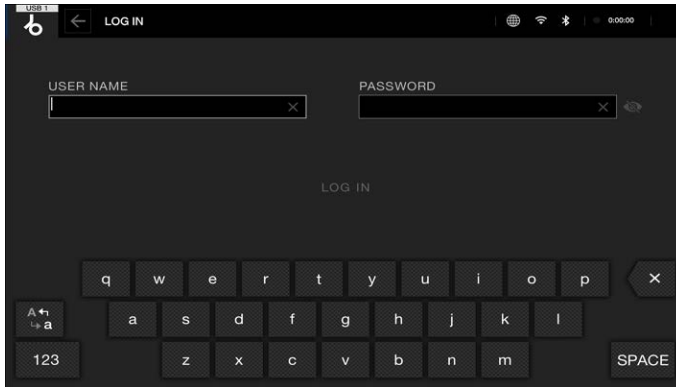 USB 1
LOG IN
0:00:00
USER NAME
PASSWORD
LOG IN
q w e r t y u i o p
A a
a s d f g h j k l
123 z x c v b n m SPACE